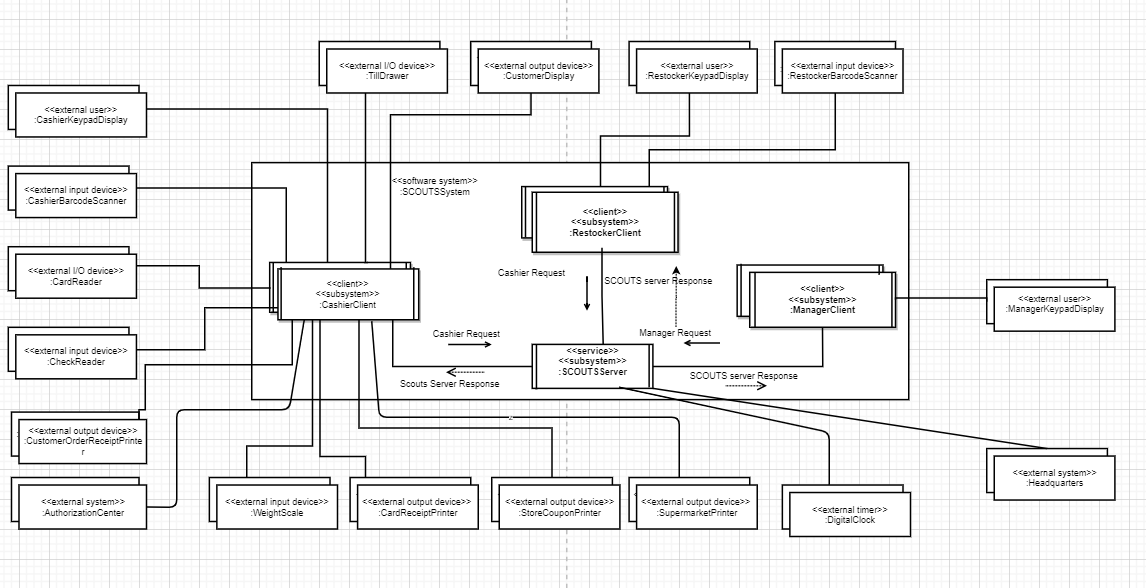 <<external I/O device>>
:TillDrawer
<<external output device>>
:CustomerDisplay
<<external user>>
:RestockerKeypadDisplay
<<external input device>>
:RestockerBarcodeScanner
<<external user>>
:CashierKeypadDisplay
<<software system>>
:SCOUTSSystem
<<external input device>>
:CashierBarcodeScanner
<<client>>
<<subsystem>>
:RestockerClient
<<external I/O device>>
:CardReader
Cashier Request
SCOUTS server Response
<<client>>
<<subsystem>>
:CashierClient
<<client>>
<<subsystem>>
:ManagerClient
<<external user>>
:ManagerKeypadDisplay
Cashier Request
Manager Request
<<external input device>>
:CheckReader
<<service>>
<<subsystem>>
:SCOUTSServer
Scouts Server Response
SCOUTS server Response
<<external output device>>
:CustomerOrderReceiptPrinte
r
<<external system>>
:Headquarters
<<external system>>
:AuthorizationCenter
<<external input device>>
:WeightScale
<<external output device>>
:CardReceiptPrinter
<<external output device>>
:StoreCouponPrinter
<<external output device>>
:SupermarketPrinter
<<external timer>>
:DigitalClock